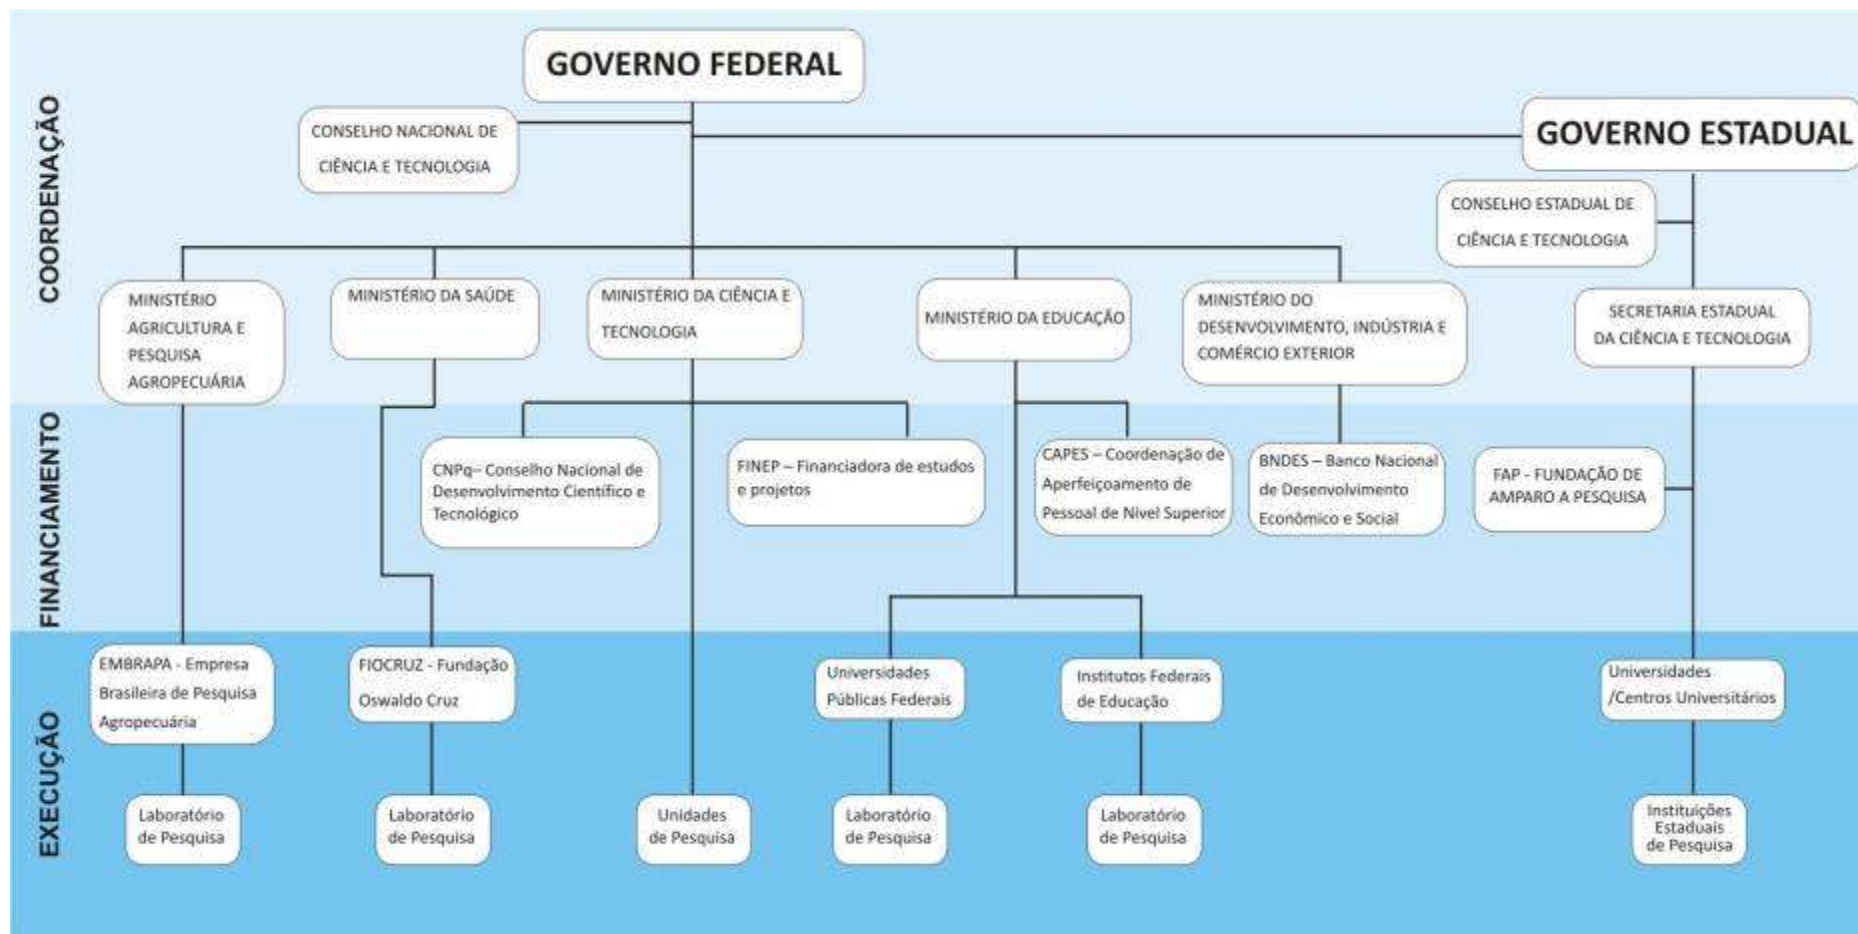 COORDENAÇÃO
GOVERNO FEDERAL
CONSELHO NACIONAL DE
CIÊNCIA E TECNOLOGIA
GOVERNO ESTADUAL
CONSELHO ESTADUAL DE
CIÊNCIA E TECNOLOGIA
MINISTÉRIO
AGRICULTURA E
PESQUISA
AGROPECUÁRIA
MINISTÉRIO DA SAÚDE
MINISTÉRIO DA CIÊNCIA E
TECNOLOGIA
MINISTÉRIO DA EDUCAÇÃO
MINISTÉRIO DO
DESENVOLVIMENTO, INDÚSTRIA E
COMÉRCIO EXTERIOR
SECRETARIA ESTADUAL
DA CIÊNCIA E TECNOLOGIA
FINANCIAMENTO
CNPq– Conselho Nacional de
Desenvolvimento Científico e
Tecnológico
FINEP – Financiadora de estudos
e projetos
CAPES – Coordenação de
Aperfeiçoamento de
Pessoal de Nivel Superior
BNDES – Banco Nacional
de Desenvolvimento
Econômico e Social
FAP - FUNDAÇÃO DE
AMPARO A PESQUISA
EXECUÇÃO
EMBRAPA - Empresa
Brasileira de Pesquisa
Agropecuária
FIOCRUZ - Fundação
Oswaldo Cruz
Universidades
Públicas Federais
Institutos Federais
de Educação
Universidades
/Centros Universitários
Laboratório
de Pesquisa
Laboratório
de Pesquisa
Unidades
de Pesquisa
Laboratório
de Pesquisa
Laboratório
de Pesquisa
Instituições
Estaduais
de Pesquisa